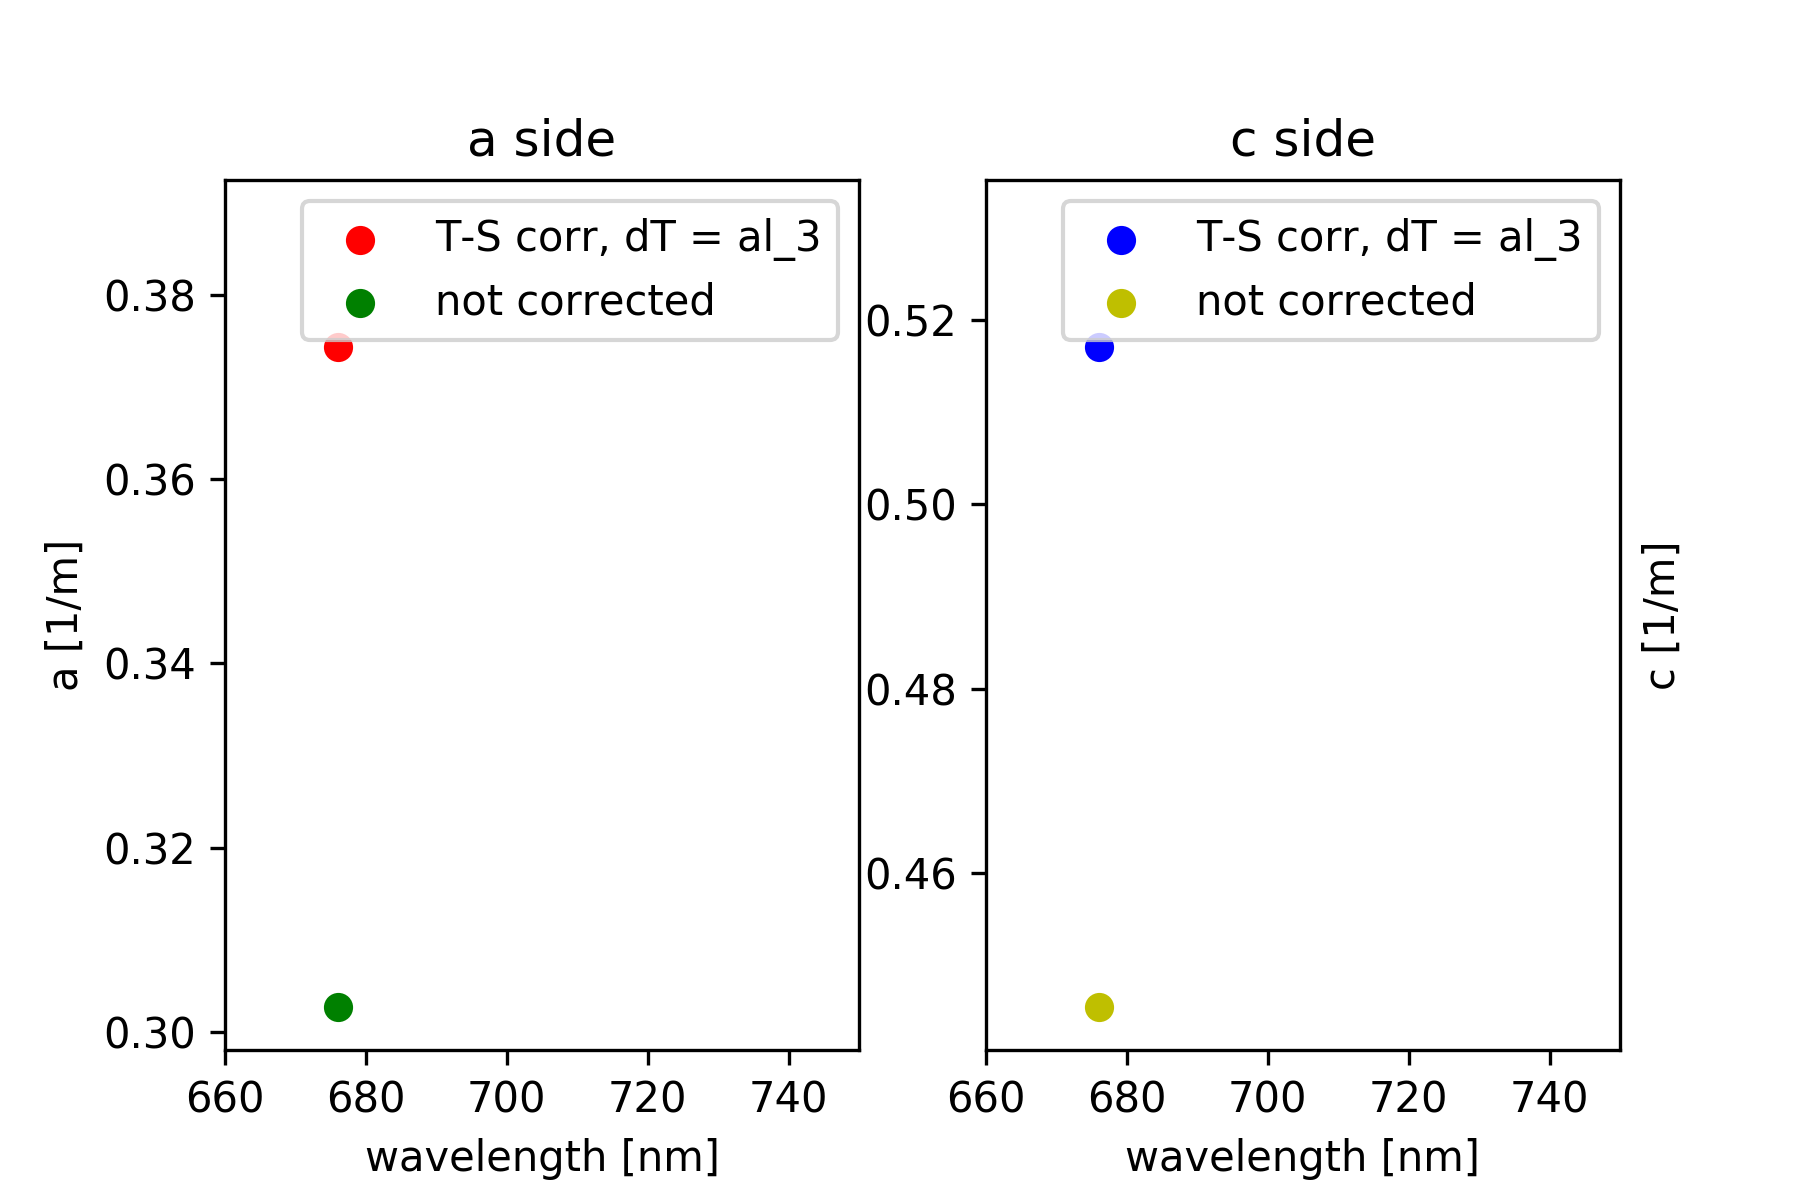 a side
T-S corr, dT = al_3
not corrected
0.38
0.36
0.34
0.32
0.30
a [1/m]
660 680 700 720 740
wavelength [nm]
c side
T-S corr, dT = al_3
not corrected
0.52
0.50
0.48
0.46
c [1/m]
660 680 700 720 740
wavelength [nm]